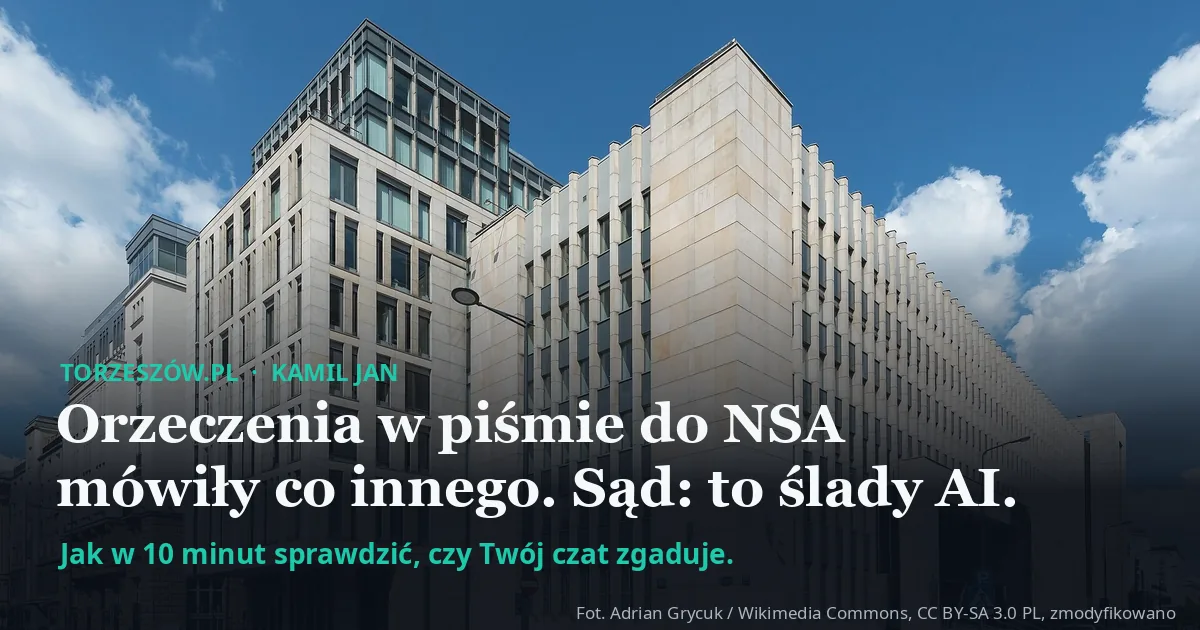 TORZESZÓW.PL · KAMIL JAN
Orzeczenia w piśmie do NSA
mówiły co innego. Sąd: to ślady AI.
Jak w 10 minut sprawdzić, czy Twój czat zgaduje.
Fot. Adrian Grycuk / Wikimedia Commons, CC BY-SA 3.0 PL, zmodyfikowano